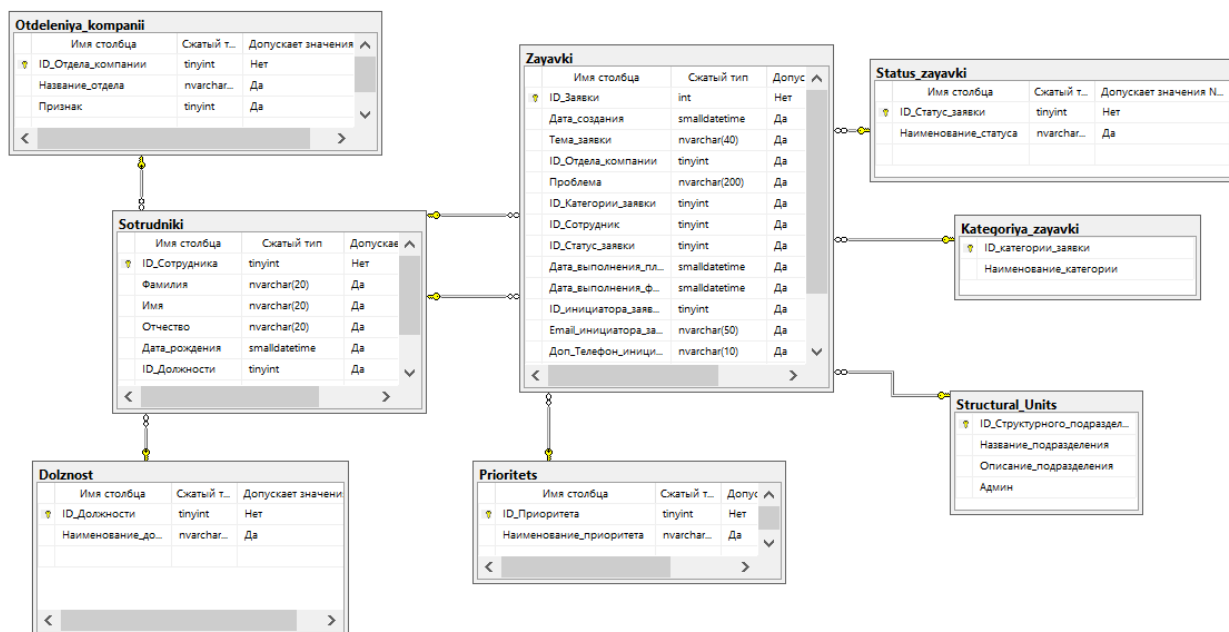 Otdeleniya_kompanii
Имя столбца Сжатый т... Допускает значения
ID_Отдела_компании tinyint Нет
Название_отдела nvarchar... Да
Признак tinyint Да
Sotrudniki
Имя столбца Сжатый тип Допускае
ID_Сотрудника tinyint Нет
Фамилия nvarchar(20) Да
Имя nvarchar(20) Да
Отчество nvarchar(20) Да
Дата_рождения smalldatetime Да
ID_Должности tinyint Да
Dolznost
Имя столбца Сжатый т... Допускает значени
ID_Должности tinyint Нет
Наименование_до... nvarchar... Да
Zayavki
Имя столбца Сжатый тип Допус
ID_Заявки int Нет
Дата_создания smalldatetime Да
Тема_заявки nvarchar(40) Да
ID_Отдела_компании tinyint Да
Проблема nvarchar(200) Да
ID_Категории_заявки tinyint Да
ID_Сотрудник tinyint Да
ID_Статус_заявки tinyint Да
Дата_выполнения_пл... smalldatetime Да
Дата_выполнения_ф... smalldatetime Да
ID_инициатора_заяв... tinyint Да
Email_инициатора_за... nvarchar(50) Да
Доп_Телефон_иници... nvarchar(10) Да
Prioritets
Имя столбца Сжатый т... Допус
ID_Приоритета tinyint Нет
Наименование_приоритета nvarchar... Да
Status_zayavki
Имя столбца Сжатый т... Допускает значения N...
ID_Статус_заявки tinyint Нет
Наименование_статуса nvarchar... Да
Kategoriya_zayavki
ID_категории_заявки
Наименование_категории
Structural_Units
ID_Структурного_подраздел...
Название_подразделения
Описание_подразделения
Админ